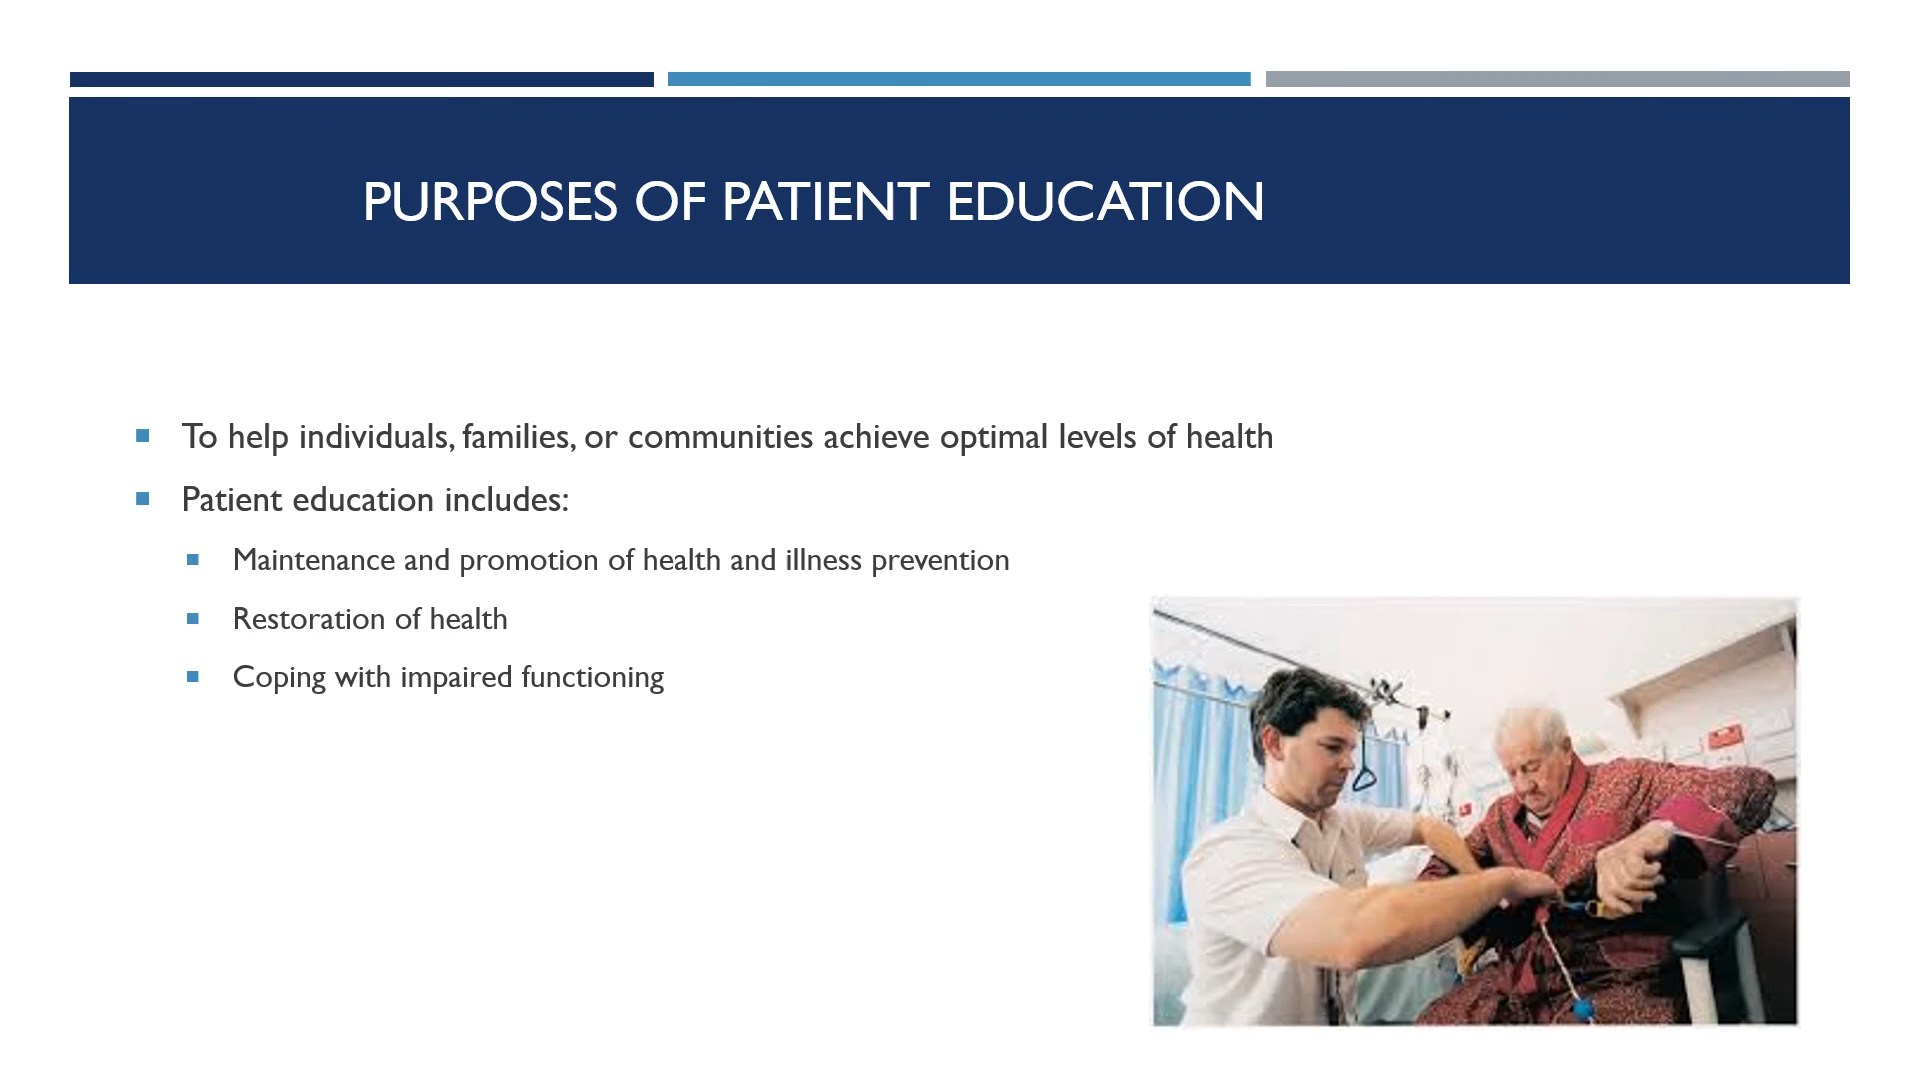 PURPOSES OF PATIENT EDUCATION
To help individuals, families, or communities achieve optimal levels of health
Patient education includes:
Maintenance and promotion of health and illness prevention
Restoration of health
Coping with impaired functioning